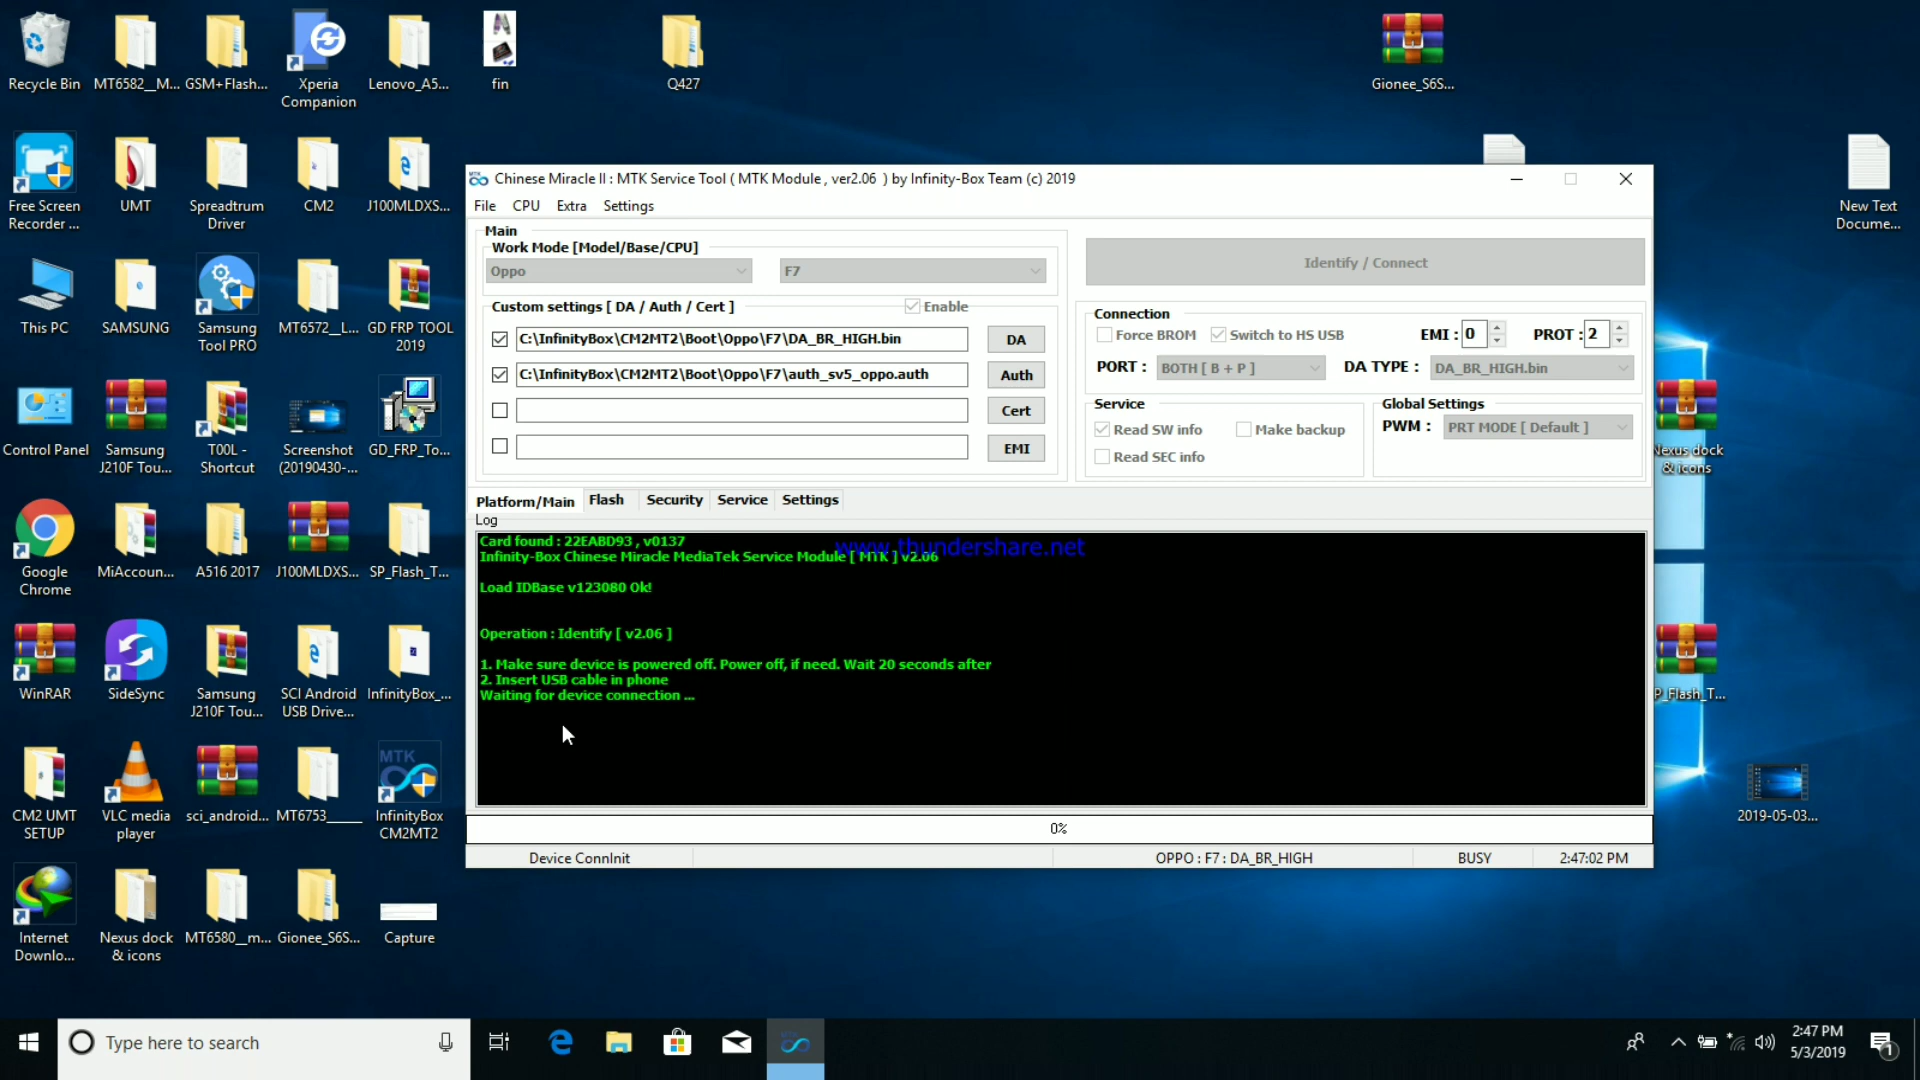 Recycle Bin
MT6582__M...
GSM+Flash...
Xperia
Companion
Lenovo_A5...
fin
Q427
Gionee_S6S...
Free Screen
Recorder ...
UMT
Spreadtrum
Driver
CM2
J100MLDXS...
New Text
Docume...
This PC
SAMSUNG
Samsung
Tool PRO
MT6572__L...
GD FRP TOOL
2019
Control Panel
Samsung
J210F Tou...
T00L -
Shortcut
Screenshot
(20190430-...
GD_FRP_To...
Nexus dock
& icons
Google
Chrome
MiAccoun...
A516 2017
J100MLDXS...
SP_Flash_T...
WinRAR
SideSync
Samsung
J210F Tou...
SCI Android
USB Drive...
InfinityBox_...
P_Flash_T...
CM2 UMT
SETUP
VLC media
player
sci_android...
MT6753_____
MTK
InfinityBox
CM2MT2
2019-05-03...
Internet
Downlo...
Nexus dock
& icons
MT6580__m...
Gionee_S6S...
Capture
MTK
Chinese Miracle II : MTK Service Tool ( MTK Module , ver2.06 ) by Infinity-Box Team (c) 2019
File CPU Extra Settings
Main
Work Mode [Model/Base/CPU]
Oppo
F7
Identify / Connect
Custom settings [ DA / Auth / Cert ]
Enable
C:\InfinityBox\CM2MT2\Boot\Oppo\F7\DA_BR_HIGH.bin
DA
C:\InfinityBox\CM2MT2\Boot\Oppo\F7\auth_sv5_oppo.auth
Auth
Cert
EMI
Connection
Force BROM
Switch to HS USB
EMI : 0
PROT : 2
PORT : BOTH [ B + P ]
DA TYPE : DA_BR_HIGH.bin
Service
Read SW info
Make backup
Read SEC info
Global Settings
PWM : PRT MODE [ Default ]
Platform/Main Flash Security Service Settings
Log
Card found : 22EABD93 , v0137
www.thundershare.net
Infinity-Box Chinese Miracle MediaTek Service Module [ MTK ] v2.06
Load IDBase v123080 Ok!
Operation : Identify [ v2.06 ]
1. Make sure device is powered off. Power off, if need. Wait 20 seconds after
2. Insert USB cable in phone
Waiting for device connection ...
0%
Device ConnInit
OPPO : F7 : DA_BR_HIGH
BUSY
2:47:02 PM
Type here to search
MTK
2:47 PM
5/3/2019
1